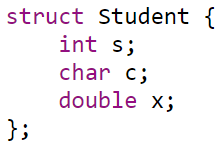 struct Student {
    int s;
    char c;
    double x;
};